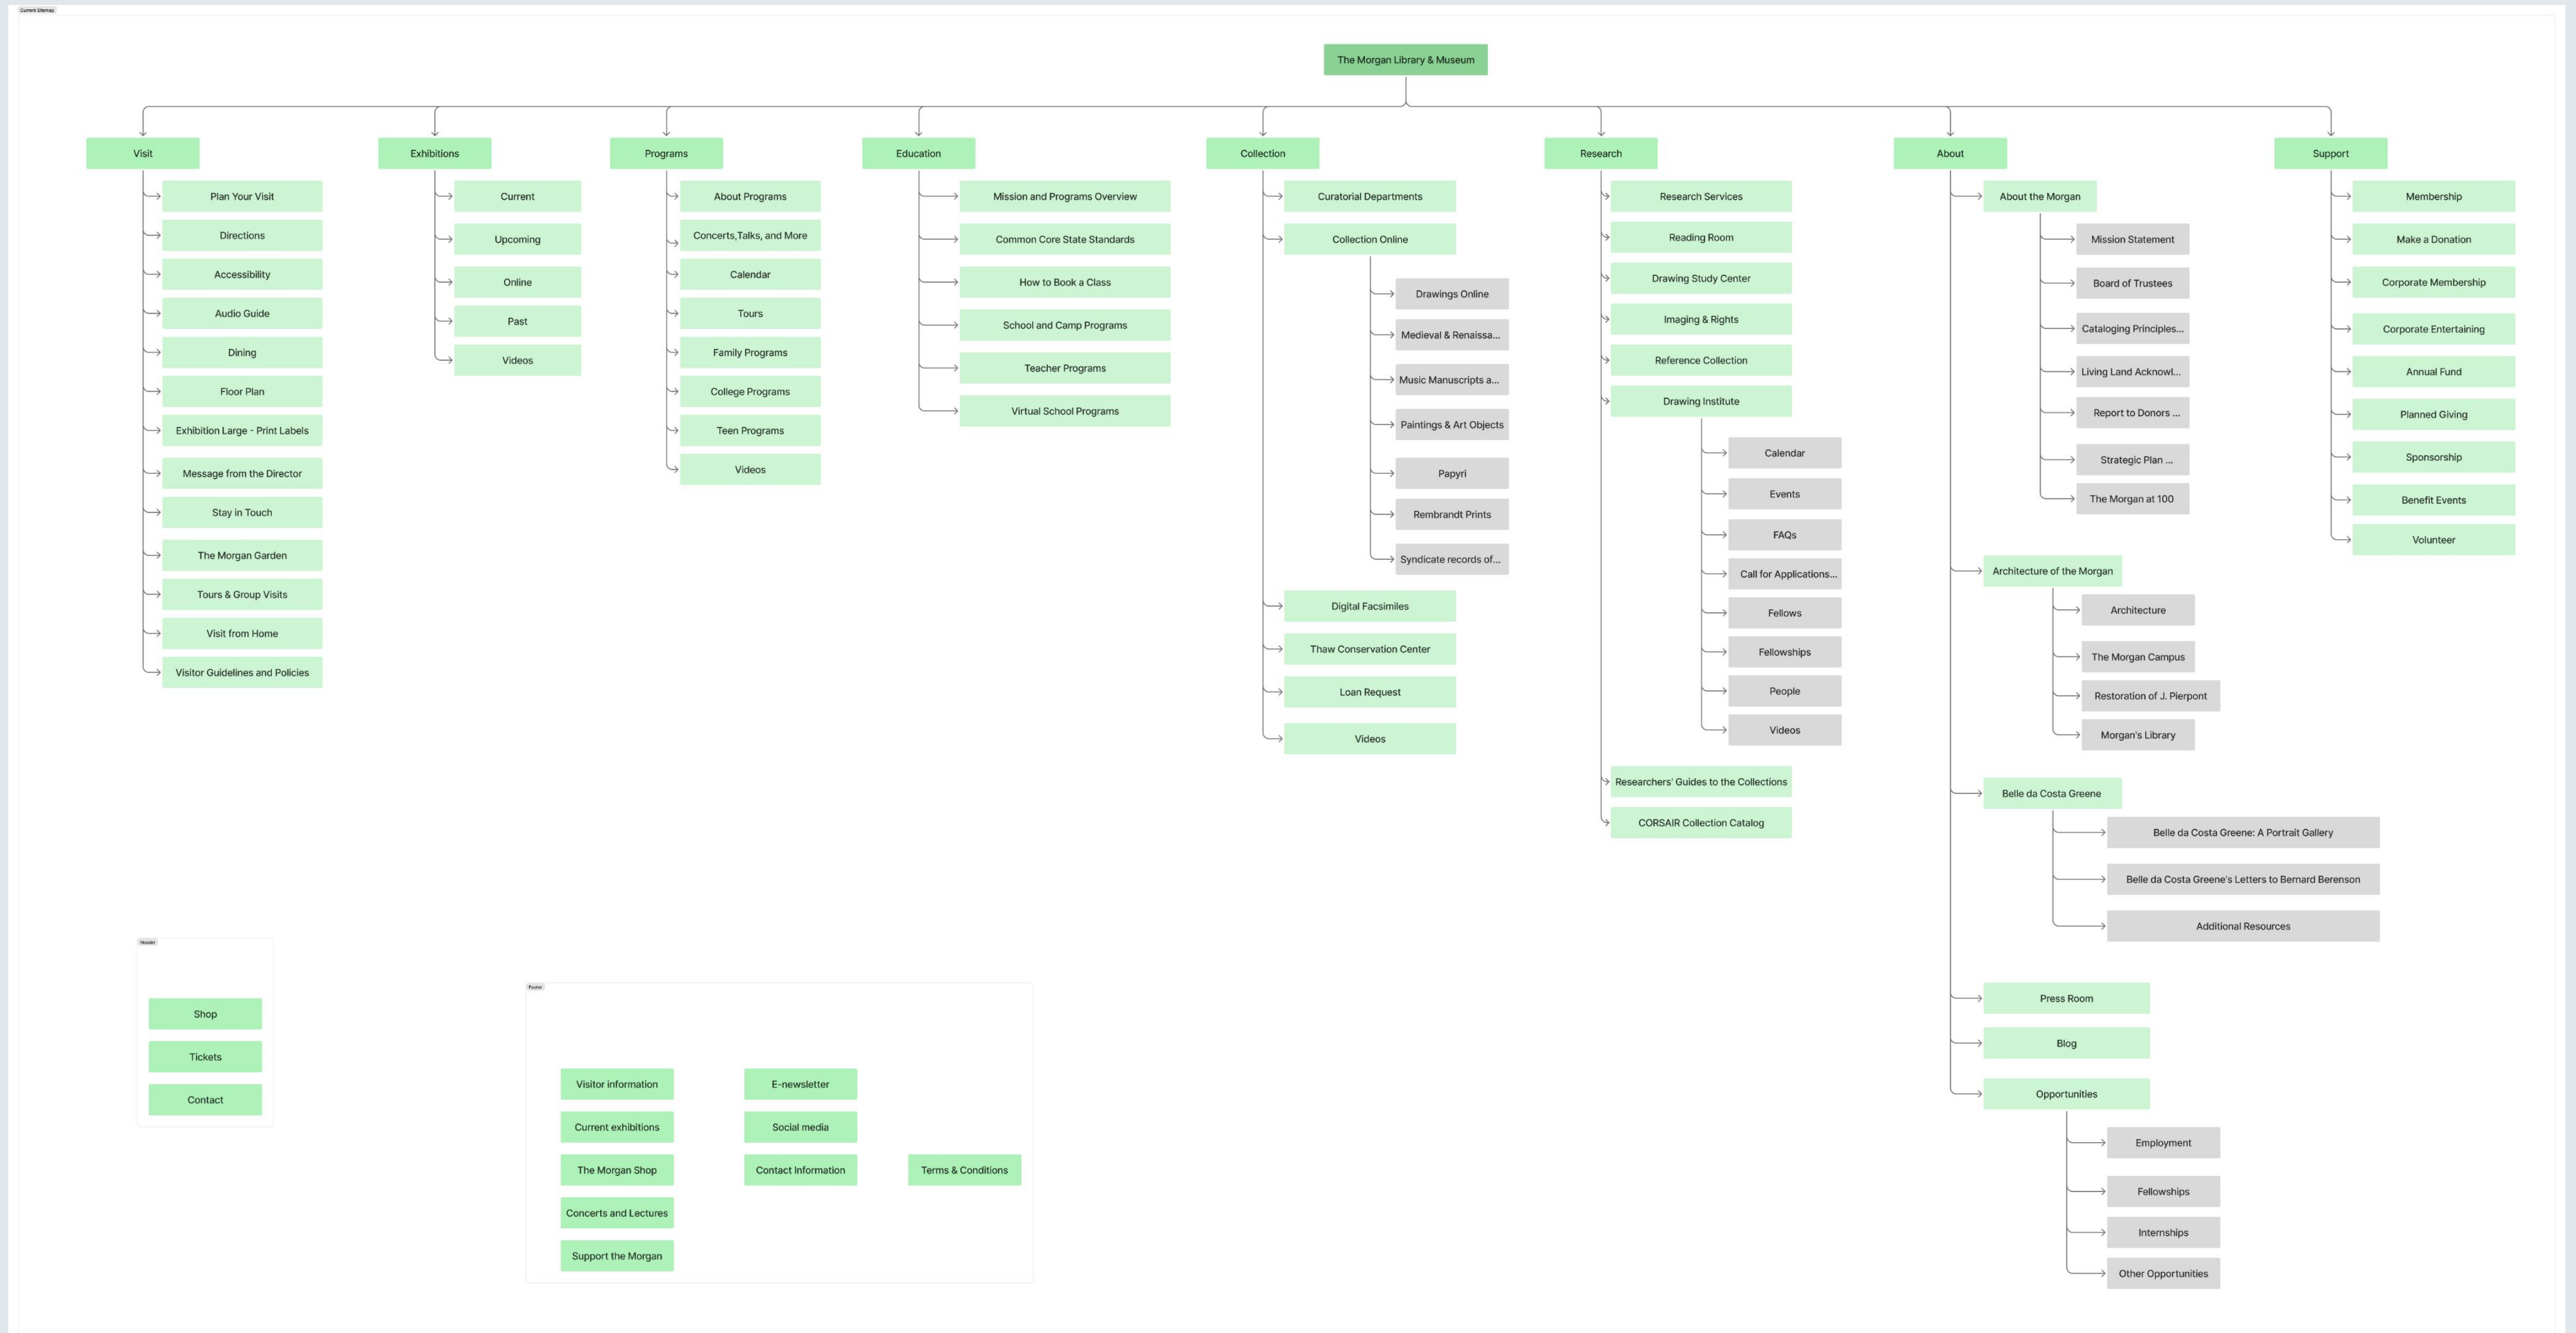 Current Sitemap
The Morgan Library & Museum
Visit
Plan Your Visit
Directions
Accessibility
Audio Guide
Dining
Floor Plan
Exhibition Large - Print Labels
Message from the Director
Stay in Touch
The Morgan Garden
Tours & Group Visits
Visit from Home
Visitor Guidelines and Policies
Exhibitions
Current
Upcoming
Online
Past
Videos
Programs
About Programs
Concerts,Talks, and More
Calendar
Tours
Family Programs
College Programs
Teen Programs
Videos
Education
Mission and Programs Overview
Common Core State Standards
How to Book a Class
School and Camp Programs
Teacher Programs
Virtual School Programs
Collection
Curatorial Departments
Collection Online
Drawings Online
Medieval & Renaissa...
Music Manuscripts a...
Paintings & Art Objects
Papyri
Rembrandt Prints
Syndicate records of...
Digital Facsimiles
Thaw Conservation Center
Loan Request
Videos
Research
Research Services
Reading Room
Drawing Study Center
Imaging & Rights
Reference Collection
Drawing Institute
Calendar
Events
FAQs
Call for Applications...
Fellows
Fellowships
People
Videos
Researchers' Guides to the Collections
CORSAIR Collection Catalog
About
About the Morgan
Mission Statement
Board of Trustees
Cataloging Principles...
Living Land Acknowl...
Report to Donors ...
Strategic Plan ...
The Morgan at 100
Architecture of the Morgan
Architecture
The Morgan Campus
Restoration of J. Pierpont
Morgan's Library
Belle da Costa Greene
Belle da Costa Greene: A Portrait Gallery
Belle da Costa Greene's Letters to Bernard Berenson
Additional Resources
Press Room
Blog
Opportunities
Employment
Fellowships
Internships
Other Opportunities
Support
Membership
Make a Donation
Corporate Membership
Corporate Entertaining
Annual Fund
Planned Giving
Sponsorship
Benefit Events
Volunteer
Header
Shop
Tickets
Contact
Footer
Visitor information
Current exhibitions
The Morgan Shop
Concerts and Lectures
Support the Morgan
E-newsletter
Social media
Contact Information
Terms & Conditions